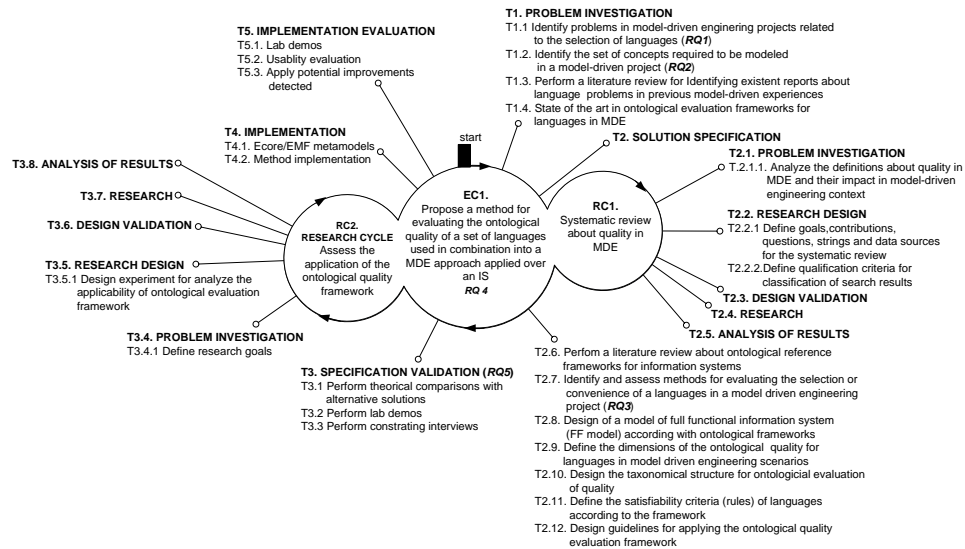 T5. IMPLEMENTATION EVALUATION
T5.1. Lab demos
T5.2. Usablity evaluation
T5.3. Apply potential improvements
detected
T1. PROBLEM INVESTIGATION
T1.1 Identify problems in model-driven enginering projects related
to the selection of languages (RQ1)
T1.2. Identify the set of concepts required to be modeled
in a model-driven project (RQ2)
T1.3. Perform a literature review for Identifying existent reports about
language problems in previous model-driven experiences
T1.4. State of the art in ontological evaluation frameworks for
languages in MDE
T4. IMPLEMENTATION
T4.1. Ecore/EMF metamodels
T4.2. Method implementation
start
T2. SOLUTION SPECIFICATION
T2.1. PROBLEM INVESTIGATION
T.2.1.1. Analyze the definitions about quality in
MDE and their impact in model-driven
engineering context
T2.2. RESEARCH DESIGN
T2.2.1 Define goals,contributions,
questions, strings and data sources
for the systematic review
T2.2.2.Define qualification criteria for
classification of search results
T2.3. DESIGN VALIDATION
T2.4. RESEARCH
T2.5. ANALYSIS OF RESULTS
T3.8. ANALYSIS OF RESULTS
T3.7. RESEARCH
T3.6. DESIGN VALIDATION
T3.5. RESEARCH DESIGN
T3.5.1 Design experiment for analyze the
applicability of ontological evaluation
framework
T3.4. PROBLEM INVESTIGATION
T3.4.1 Define research goals
RC2.
RESEARCH CYCLE
Assess the
application of the
ontological quality
framework
EC1.
Propose a method for
evaluating the ontological
quality of a set of languages
used in combination into a
MDE approach applied over
an IS
RQ 4
RC1.
Systematic review
about quality in
MDE
T3. SPECIFICATION VALIDATION (RQ5)
T3.1 Perform theorical comparisons with
alternative solutions
T3.2 Perform lab demos
T3.3 Perform constrating interviews
T2.6. Perfom a literature review about ontological reference
frameworks for information systems
T2.7. Identify and assess methods for evaluating the selection or
convenience of a languages in a model driven engineering
project (RQ3)
T2.8. Design of a model of full functional information system
(FF model) according with ontological frameworks
T2.9. Define the dimensions of the ontological quality for
languages in model driven engineering scenarios
T2.10. Design the taxonomical structure for ontologicial evaluation
of quality
T2.11. Define the satisfiability criteria (rules) of languages
according to the framework
T2.12. Design guidelines for applying the ontological quality
evaluation framework